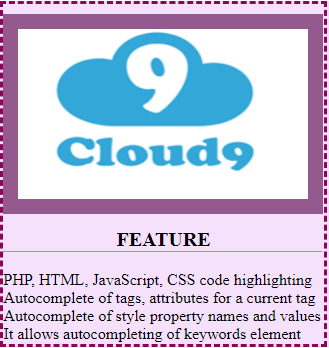 9
Cloud9
FEATURE
PHP, HTML, JavaScript, CSS code highlighting
Autocomplete of tags, attributes for a current tag
Autocomplete of style property names and values
It allows autocompleting of keywords element